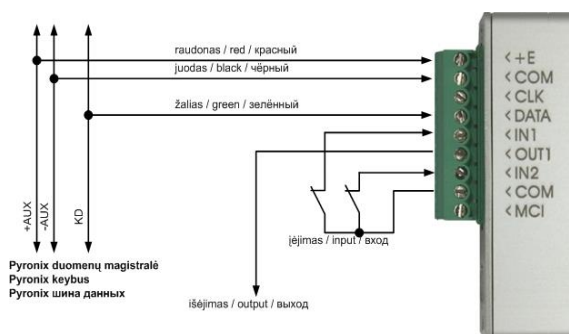 raudonas / red / красный
juodas / black / чёрный
žalias / green / зелённый
<+E
<COM
<CLK
<DATA
<IN1
<OUT1
<IN2
<COM
<MCI
+AUX
-AUX
KD
įėjimas / input / вход
Pyronix duomenų magistralė
Pyronix keybus
Pyronix шина данных
išėjimas / output / выход